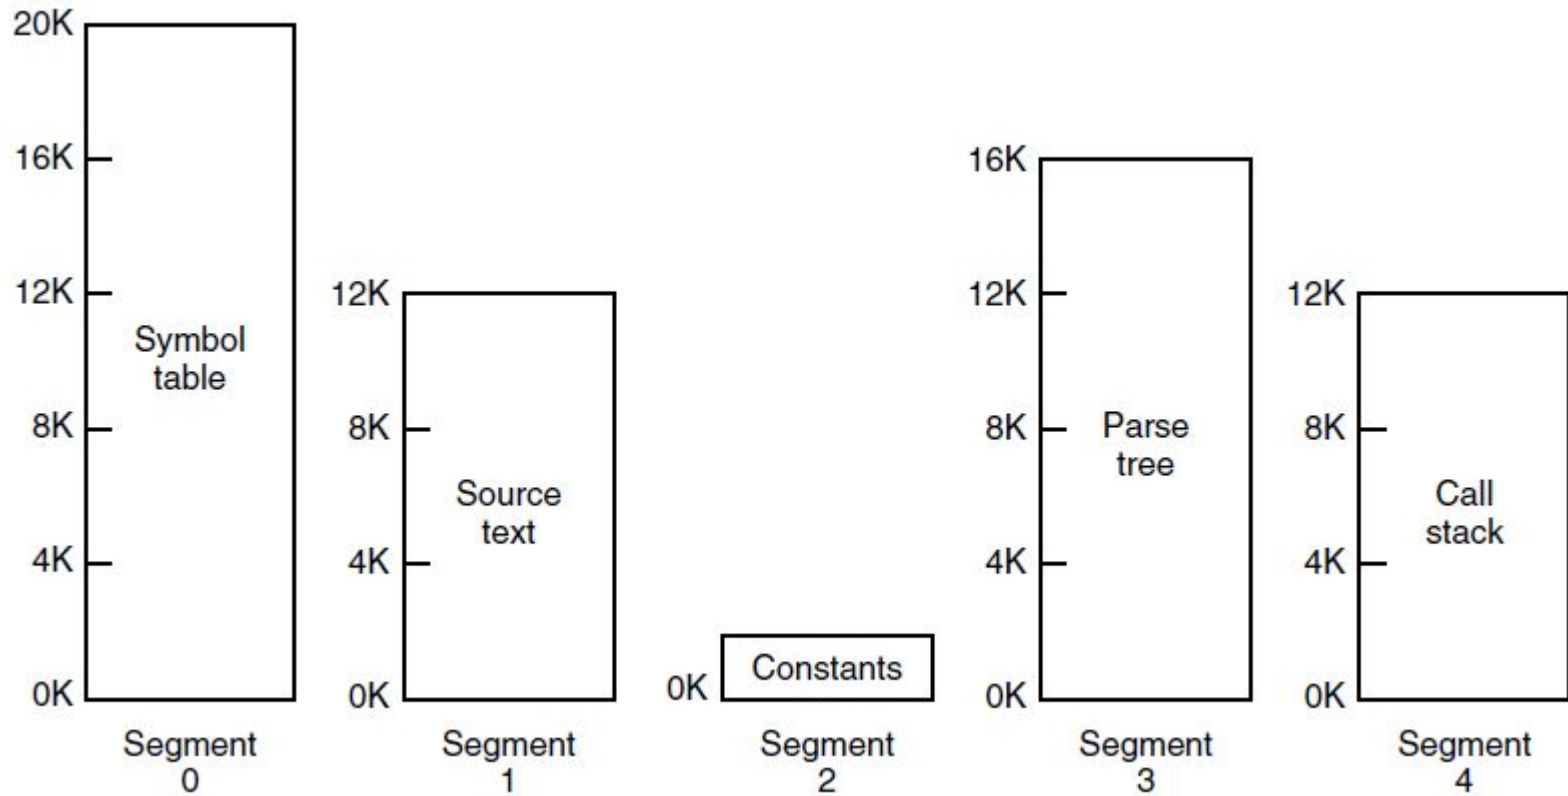 20K
16K
12K
8K
4K
0K
Symbol
table
Segment
0
12K
8K
4K
0K
Source
text
Segment
1
0K
Constants
Segment
2
16K
12K
8K
4K
0K
Parse
tree
Segment
3
12K
8K
4K
0K
Call
stack
Segment
4